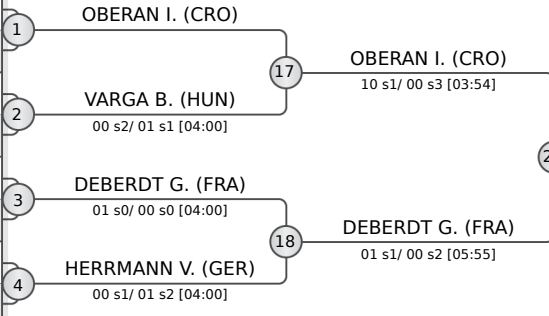 OBERAN I. (CRO)
1
17
OBERAN I. (CRO)
10 s1/ 00 s3 [03:54]
VARGA B. (HUN)
2
00 s2/ 01 s1 [04:00]
DEBERDT G. (FRA)
3
01 s0/ 00 s0 [04:00]
18
DEBERDT G. (FRA)
01 s1/ 00 s2 [05:55]
HERRMANN V. (GER)
4
00 s1/ 01 s2 [04:00]